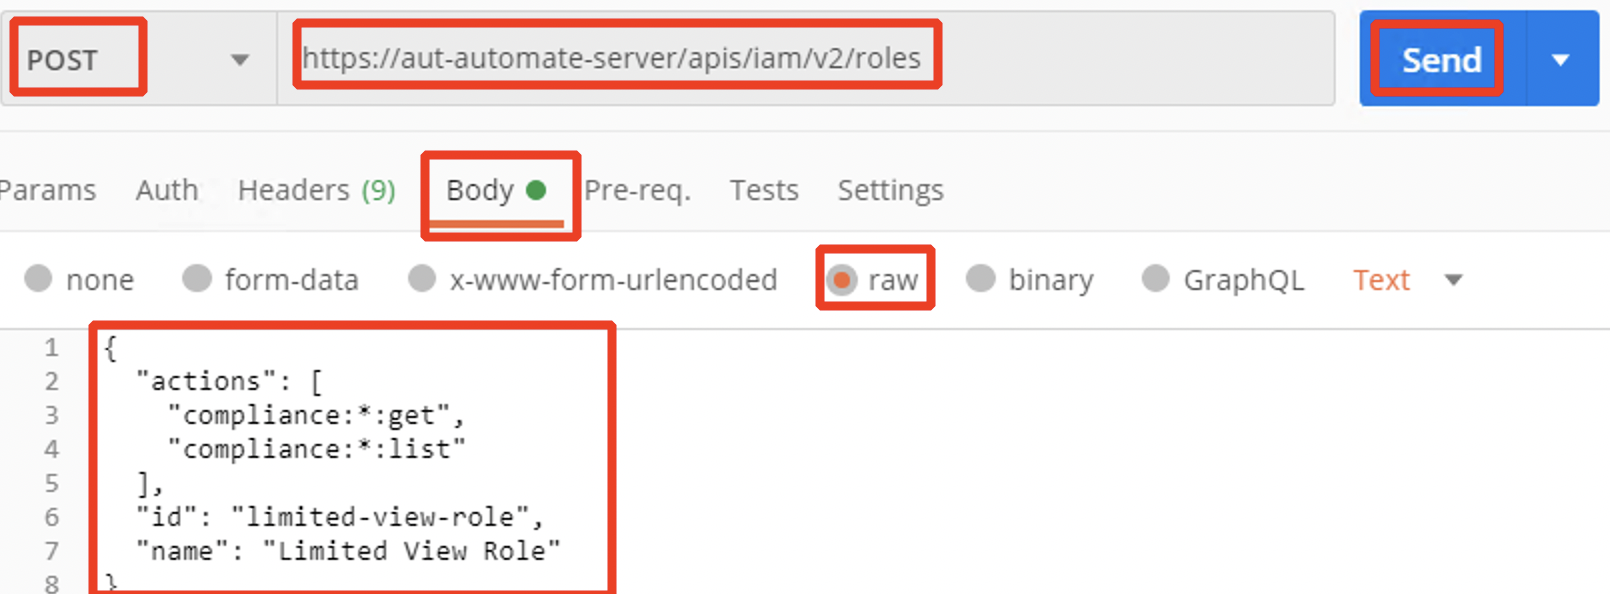 POST https://aut-automate-server/apis/iam/v2/roles Send
Params Auth Headers (9) Body Pre-req. Tests Settings
none form-data x-www-form-urlencoded raw binary GraphQL Text
1 {
2 "actions": [
3 "compliance:*:get",
4 "compliance:*:list"
5 ],
6 "id": "limited-view-role",
7 "name": "Limited View Role"
8 }